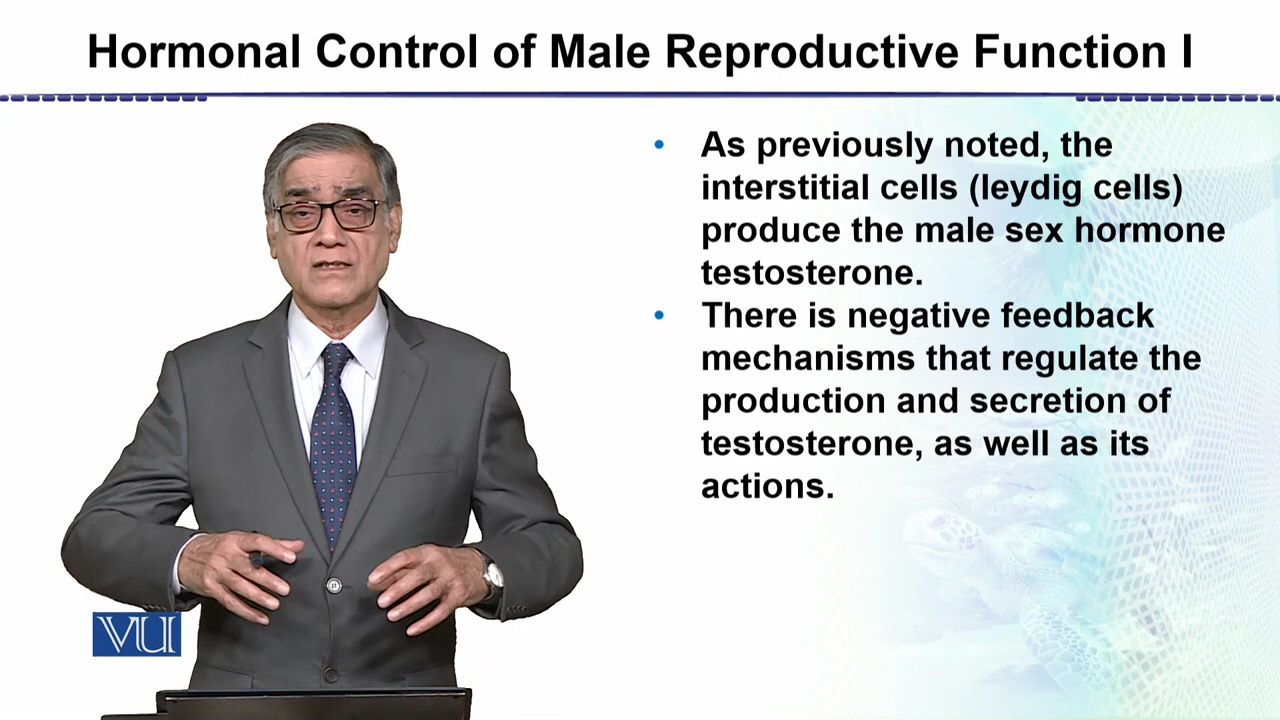 Hormonal Control of Male Reproductive Function I
• As previously noted, the
interstitial cells (leydig cells)
produce the male sex hormone
testosterone.
• There is negative feedback
mechanisms that regulate the
production and secretion of
testosterone, as well as its
actions.
VU